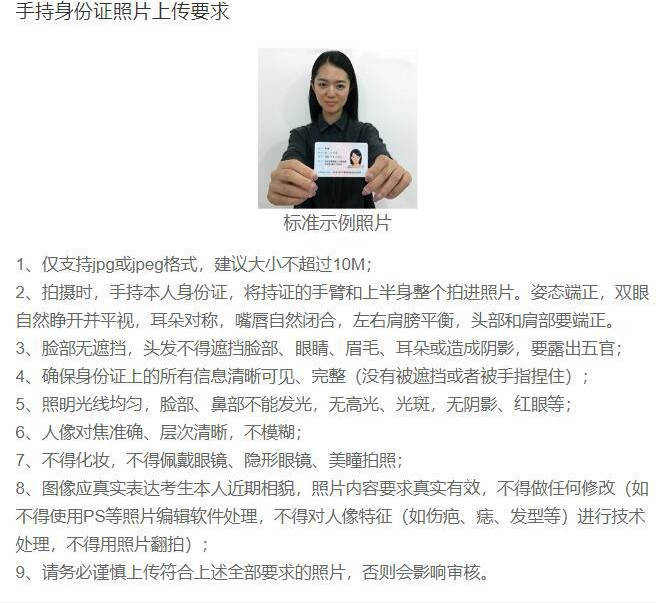 手持身份证照片上传要求
标准示例照片
1、仅支持jpg或jpeg格式，建议大小不超过10M；
2、拍摄时，手持本人身份证，将持证的手臂和上半身整个拍进照片。姿态端正，双眼
自然睁开并平视，耳朵对称，嘴唇自然闭合，左右肩膀平衡，头部和肩部要端正。
3、脸部无遮挡，头发不得遮挡脸部、眼睛、眉毛、耳朵或造成阴影，要露出五官；
4、确保身份证上的所有信息清晰可见、完整（没有被遮挡或者被手指捏住）；
5、照明光线均匀，脸部、鼻部不能发光，无高光、光斑，无阴影、红眼等；
6、人像对焦准确、层次清晰，不模糊；
7、不得化妆，不得佩戴眼镜、隐形眼镜、美瞳拍照；
8、图像应真实表达考生本人近期相貌，照片内容要求真实有效，不得做任何修改（如
不得使用PS等照片编辑软件处理，不得对人像特征（如伤疤、痣、发型等）进行技术
处理，不得用照片翻拍）；
9、请务必谨慎上传符合上述全部要求的照片，否则会影响审核。